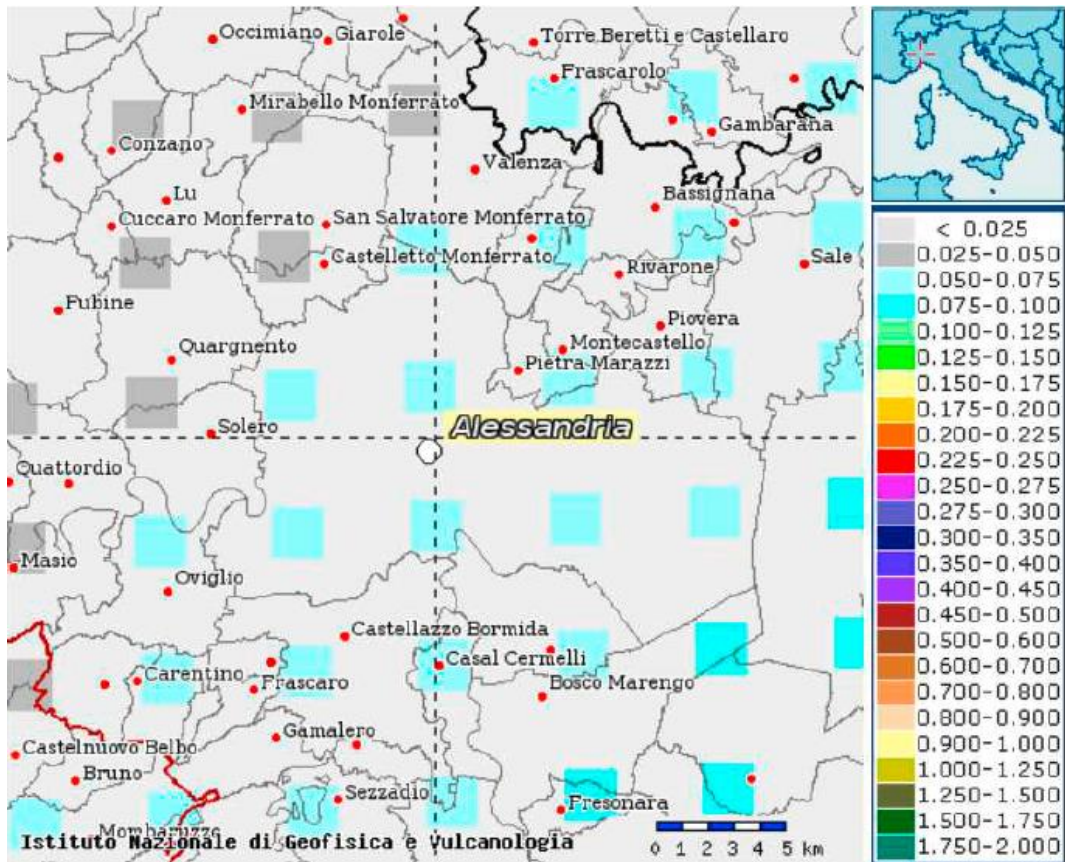 Occimiano
Giarole
Torre Beretti e Castellaro
Frascarolo
Mirabello Monferrato
Gambarana
Conzano
Valenza
Lu
Bassignana
Cuccaro Monferrato
San Salvatore Monferrato
Castelletto Monferrato
Rivarone
Sale
Fubine
Piovera
Quargnento
Montecastello
Pietra Marazzi
Solero
Alessandria
Quattordio
Masio
Oviglio
Castellazzo Bormida
Casal Cermelli
Carentino
Frascaro
Bosco Marengo
Gamalero
Castelnuovo Belbo
Bruno
Sezzadio
Fresonara
Mombaruzzo
Istituto Nazionale di Geofisica e Vulcanologia
0 1 2 3 4 5 km
< 0.025
0.025-0.050
0.050-0.075
0.075-0.100
0.100-0.125
0.125-0.150
0.150-0.175
0.175-0.200
0.200-0.225
0.225-0.250
0.250-0.275
0.275-0.300
0.300-0.350
0.350-0.400
0.400-0.450
0.450-0.500
0.500-0.600
0.600-0.700
0.700-0.800
0.800-0.900
0.900-1.000
1.000-1.250
1.250-1.500
1.500-1.750
1.750-2.000